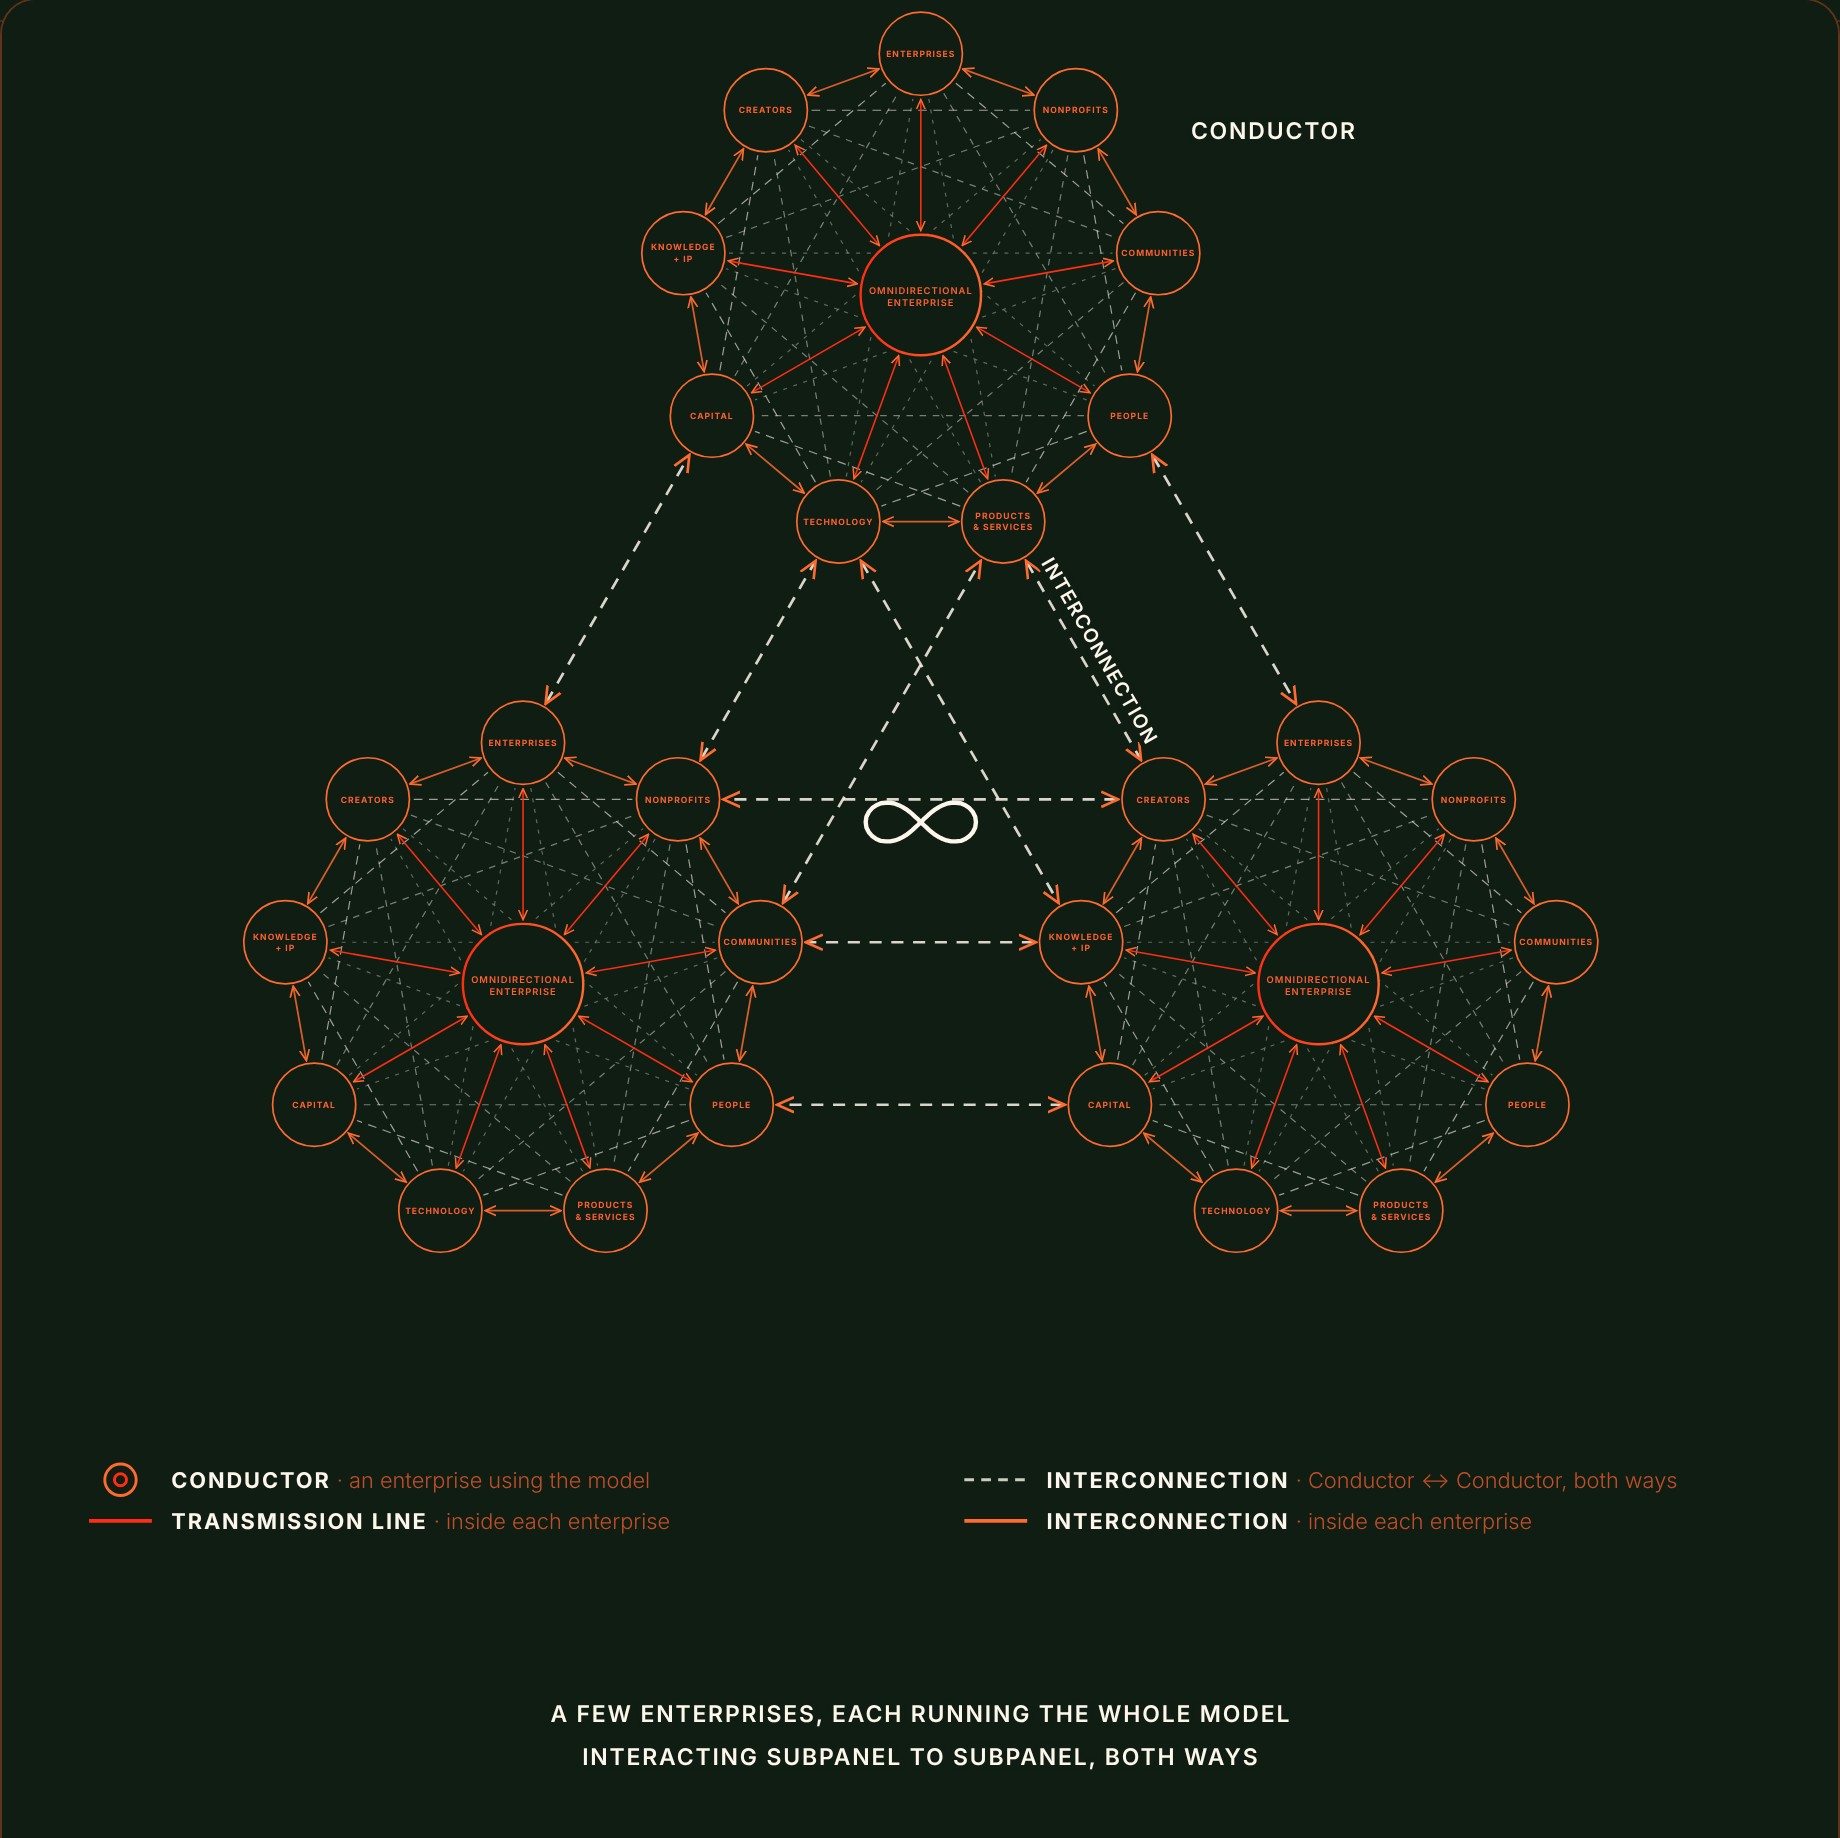 ENTERPRISES
CREATORS
NONPROFITS
CONDUCTOR
KNOWLEDGE
+ IP
COMMUNITIES
OMNIDIRECTIONAL
ENTERPRISE
CAPITAL
PEOPLE
TECHNOLOGY
PRODUCTS
& SERVICES
INTERCONNECTION
ENTERPRISES
CREATORS
NONPROFITS
KNOWLEDGE
+ IP
COMMUNITIES
OMNIDIRECTIONAL
ENTERPRISE
CAPITAL
PEOPLE
TECHNOLOGY
PRODUCTS
& SERVICES
ENTERPRISES
CREATORS
NONPROFITS
KNOWLEDGE
+ IP
COMMUNITIES
OMNIDIRECTIONAL
ENTERPRISE
CAPITAL
PEOPLE
TECHNOLOGY
PRODUCTS
& SERVICES
CONDUCTOR · an enterprise using the model
TRANSMISSION LINE · inside each enterprise
INTERCONNECTION · Conductor ↔ Conductor, both ways
INTERCONNECTION · inside each enterprise
A FEW ENTERPRISES, EACH RUNNING THE WHOLE MODEL
INTERACTING SUBPANEL TO SUBPANEL, BOTH WAYS